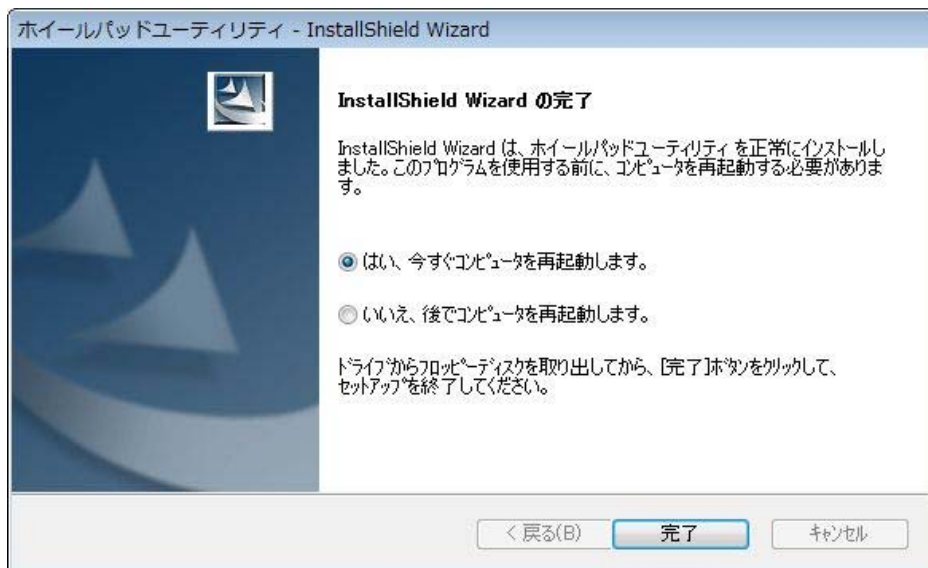 ホイールパッドユーティリティ - InstallShield Wizard
InstallShield Wizard の完了
InstallShield Wizard は、ホイールパッドユーティリティ を正常にインストールし
ました。このプログラムを使用する前に、コンピュータを再起動する必要がありま
す。
はい、今すぐコンピュータを再起動します。
いいえ、後でコンピュータを再起動します。
ドライブからフロッピーディスクを取り出してから、[完了]ボタンをクリックして、
セットアップを終了してください。
< 戻る(B)
完了
キャンセル